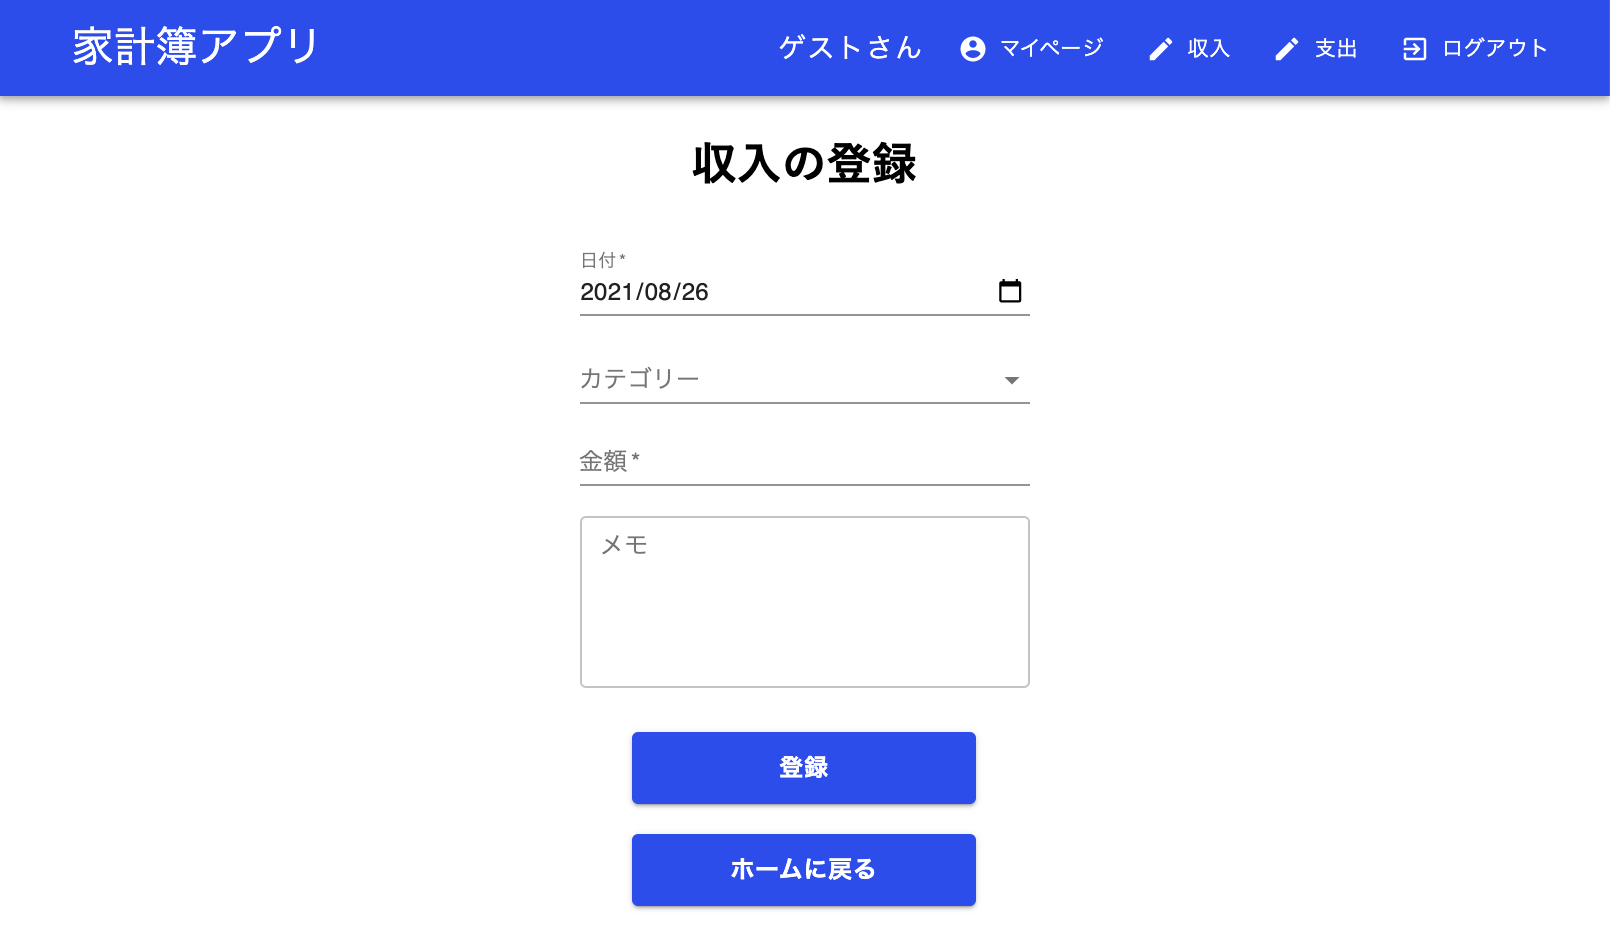 家計簿アプリ
ゲストさん マイページ 収入 支出 ログアウト
収入の登録
日付*
2021/08/26
カテゴリー
金額*
メモ
登録
ホームに戻る